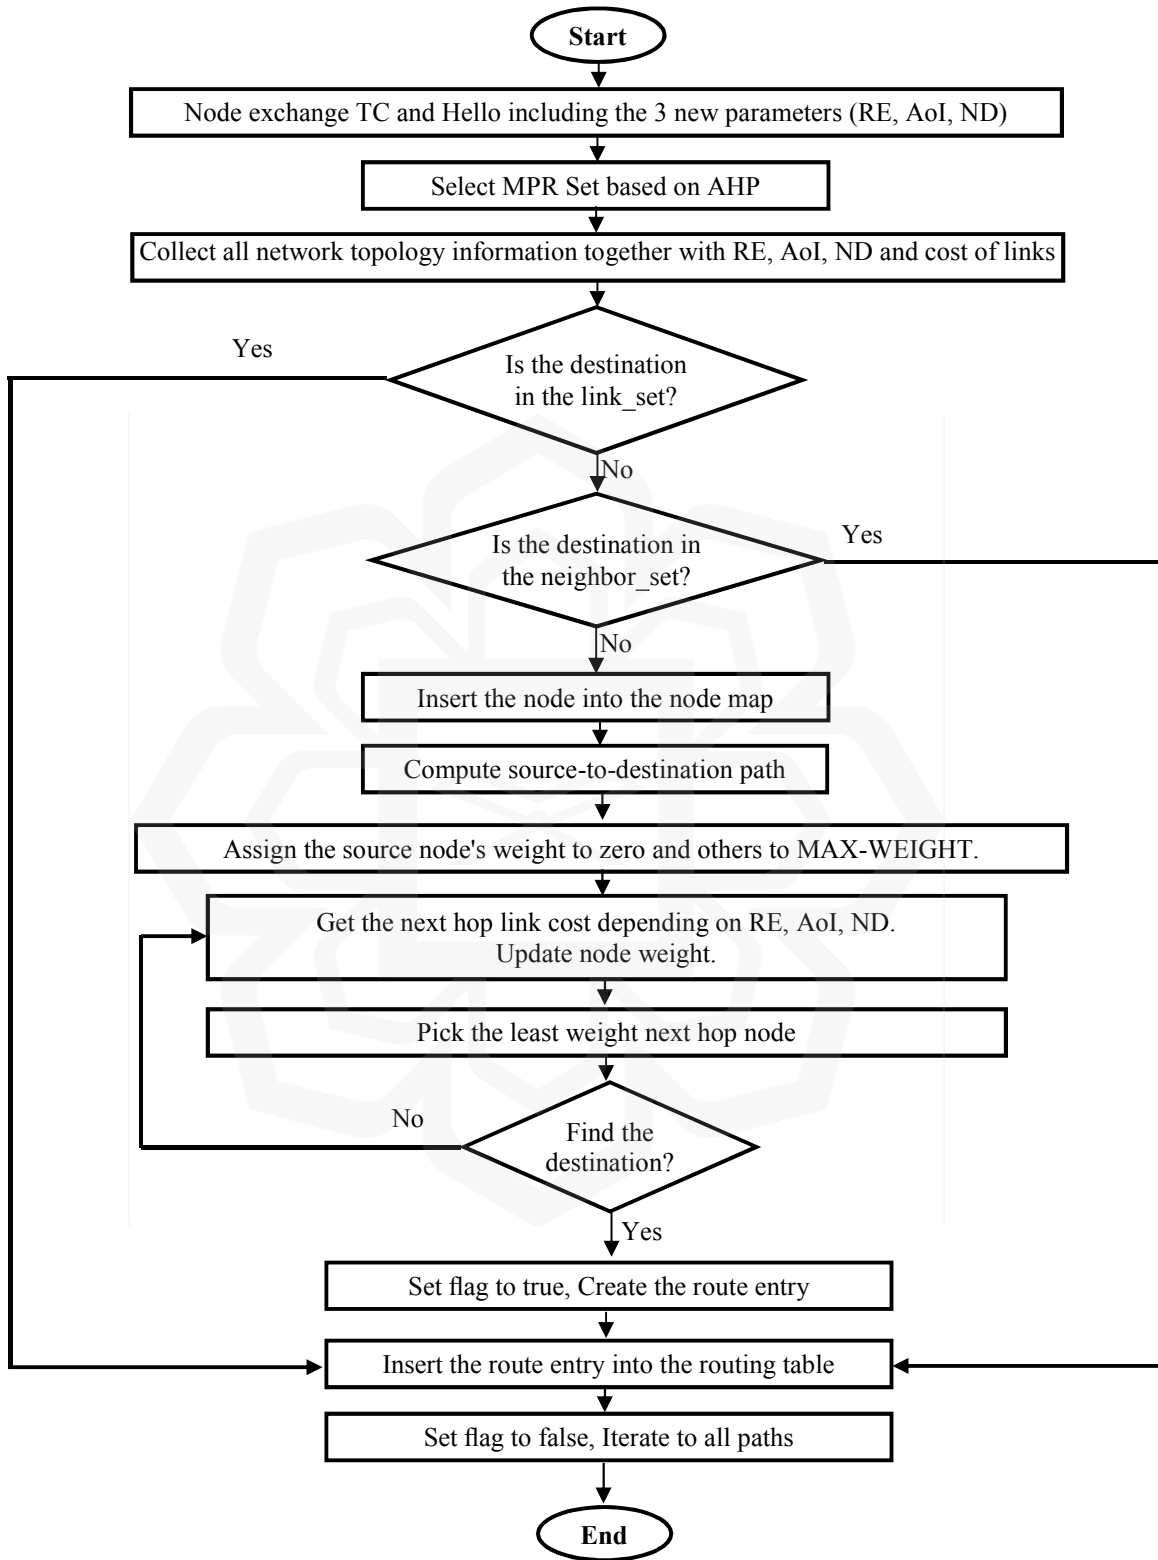 Start
Node exchange TC and Hello including the 3 new parameters (RE, AoI, ND)
Select MPR Set based on AHP
Collect all network topology information together with RE, AoI, ND and cost of links
Yes
Is the destination
in the link_set?
No
Is the destination in
the neighbor_set?
Yes
No
Insert the node into the node map
Compute source-to-destination path
Assign the source node's weight to zero and others to MAX-WEIGHT.
Get the next hop link cost depending on RE, AoI, ND.
Update node weight.
Pick the least weight next hop node
No
Find the
destination?
Yes
Set flag to true, Create the route entry
Insert the route entry into the routing table
Set flag to false, Iterate to all paths
End